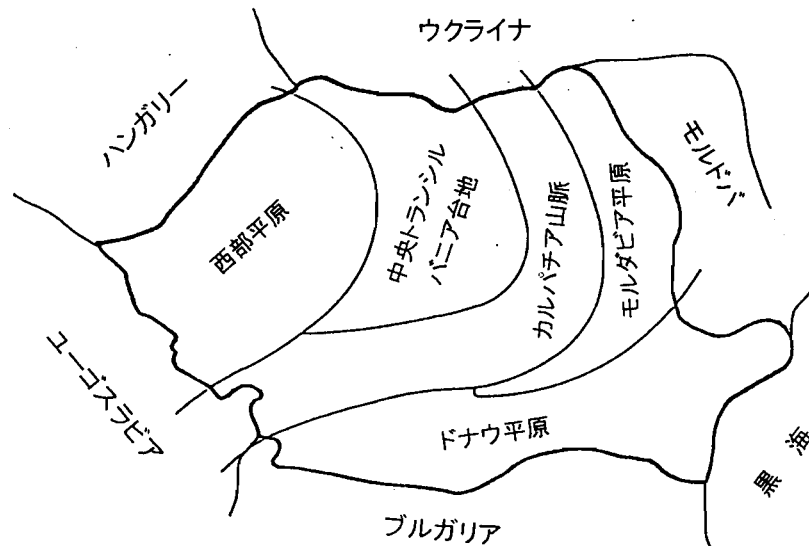 ウクライナ
ハンガリー
モルドバ
西部平原
中央トランシル
バニア台地
カルパチア山脈
モルダビア平原
ユーゴスラビア
ドナウ平原
黒海
ブルガリア